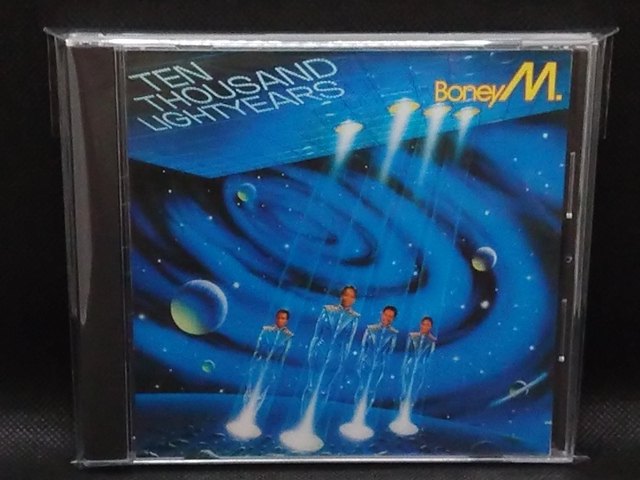 TEN
THOUSAND
LIGHTYEARS
Boney M.